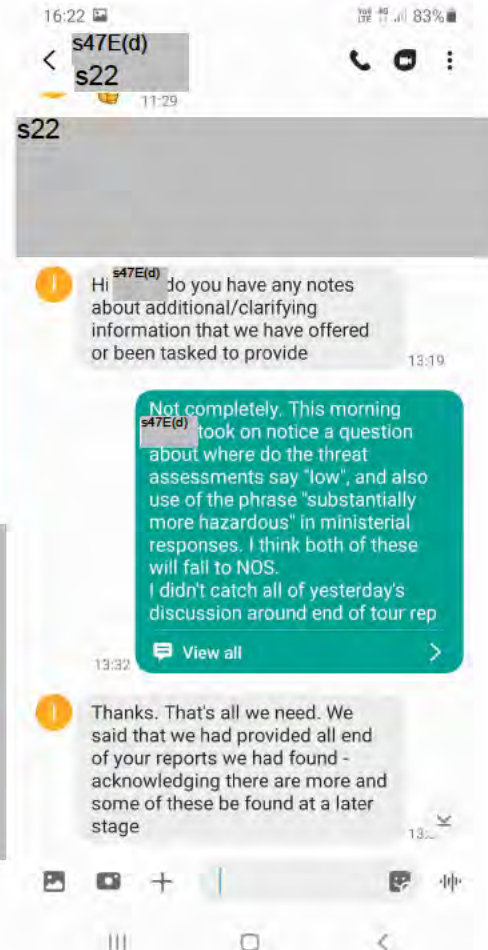 16:22
83%
s47E(d)
s22
11:29
s22
Hi s47E(d) do you have any notes
about additional/clarifying
information that we have offered
or been tasked to provide
13:19
Not completely. This morning
s47E(d) took on notice a question
about where do the threat
assessments say "low", and also
use of the phrase "substantially
more hazardous" in ministerial
responses. I think both of these
will fall to NOS.
I didn't catch all of yesterday's
discussion around end of tour rep
View all
13:32
Thanks. That's all we need. We
said that we had provided all end
of your reports we had found -
acknowledging there are more and
some of these be found at a later
stage